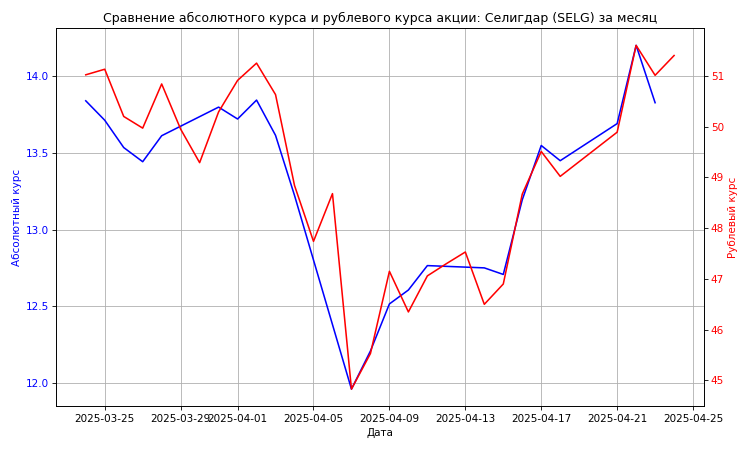 Сравнение абсолютного курса и рублевого курса акции: Селигдар (SELG) за месяц
14.0
13.5
13.0
12.5
12.0
Абсолютный курс
51
50
49
48
47
46
45
Рублевый курс
2025-03-25 2025-03-29 2025-04-01 2025-04-05 2025-04-09 2025-04-13 2025-04-17 2025-04-21 2025-04-25
Дата